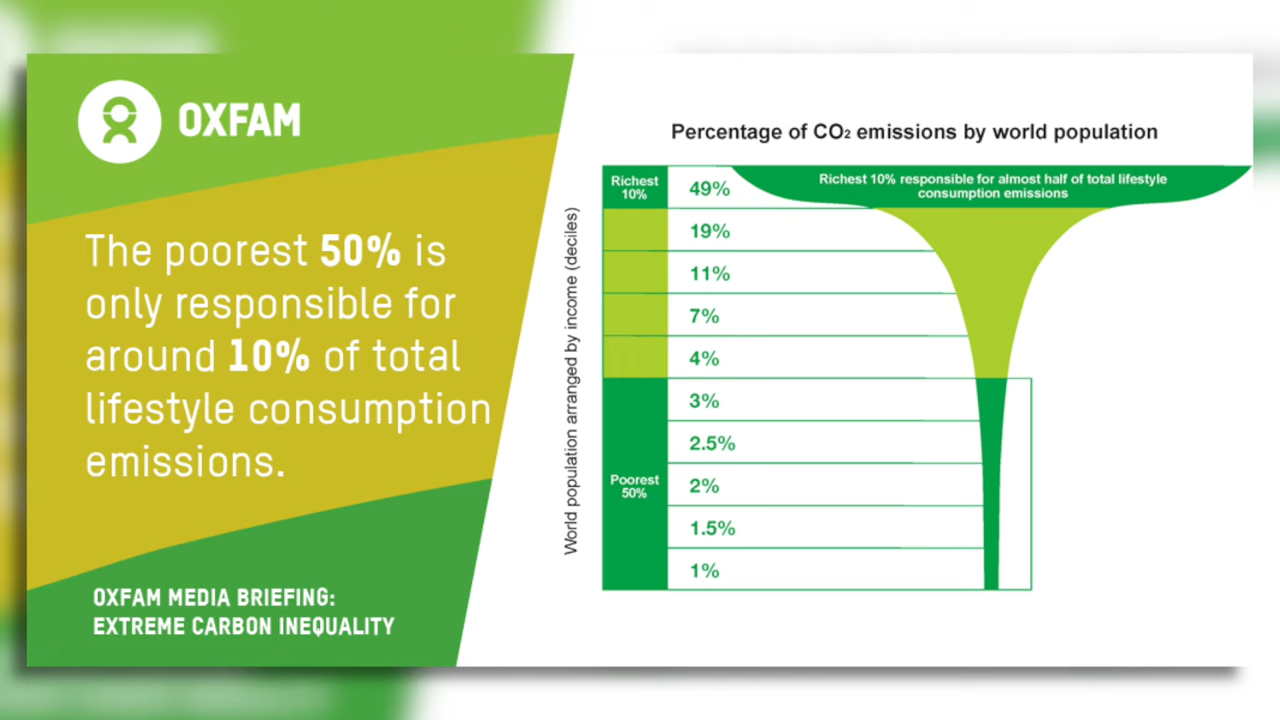 OXFAM
The poorest 50% is
only responsible for
around 10% of total
lifestyle consumption
emissions.
OXFAM MEDIA BRIEFING:
EXTREME CARBON INEQUALITY
Percentage of CO₂ emissions by world population
World population arranged by income (deciles)
Richest
10%
49%
Richest 10% responsible for almost half of total lifestyle
consumption emissions
19%
11%
7%
4%
3%
2.5%
Poorest
50%
2%
1.5%
1%